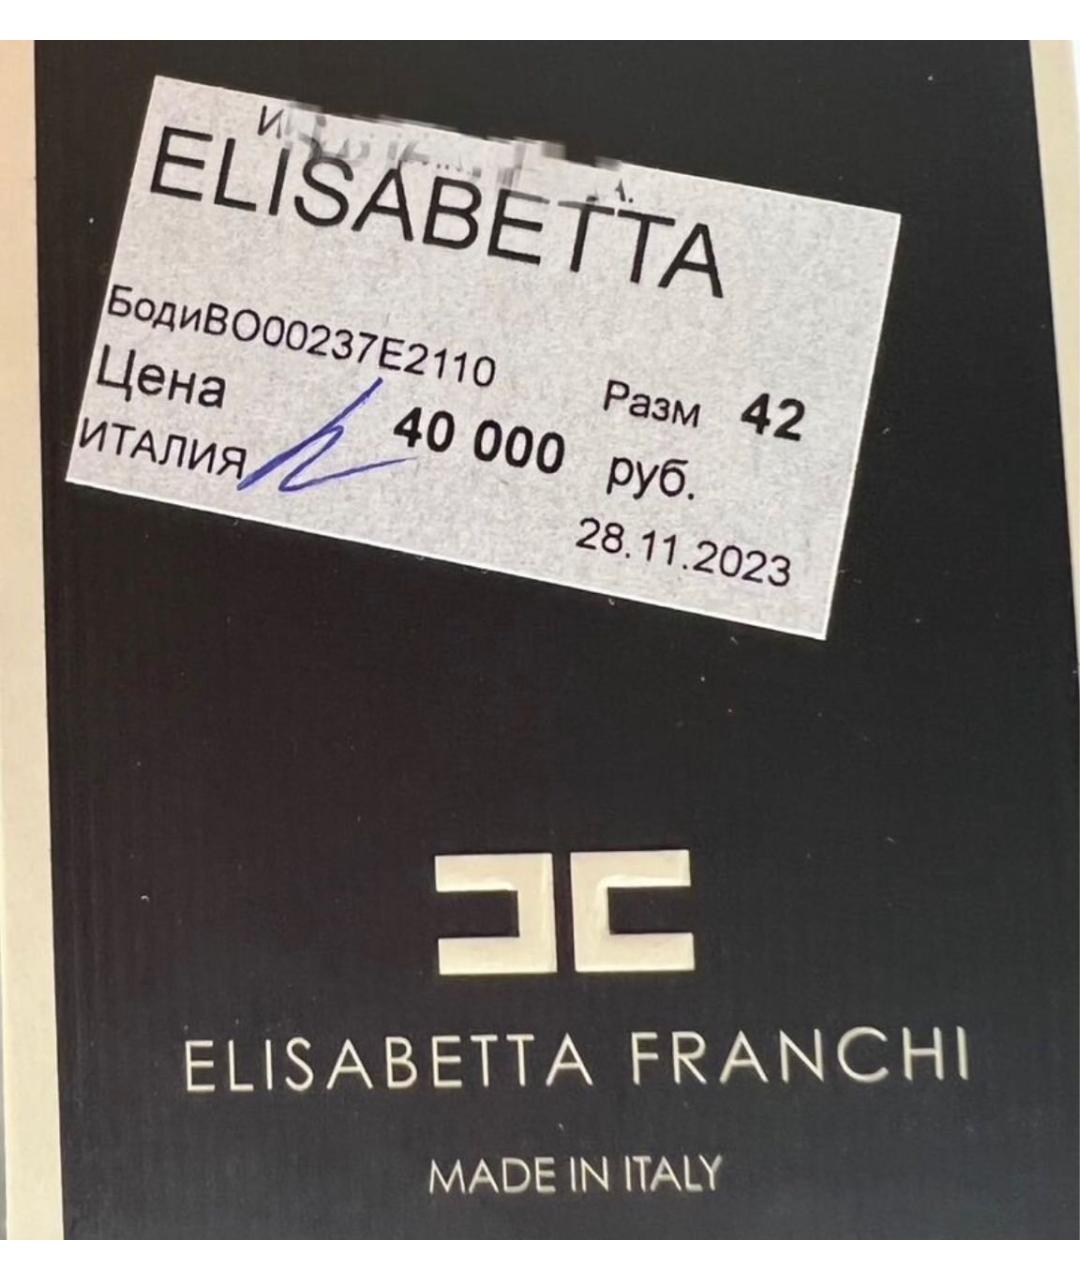 ELISABETTA
БодиBO00237E2110
Разм 42
Цена 40 000 руб.
ИТАЛИЯ
28.11.2023
ELISABETTA FRANCHI
MADE IN ITALY